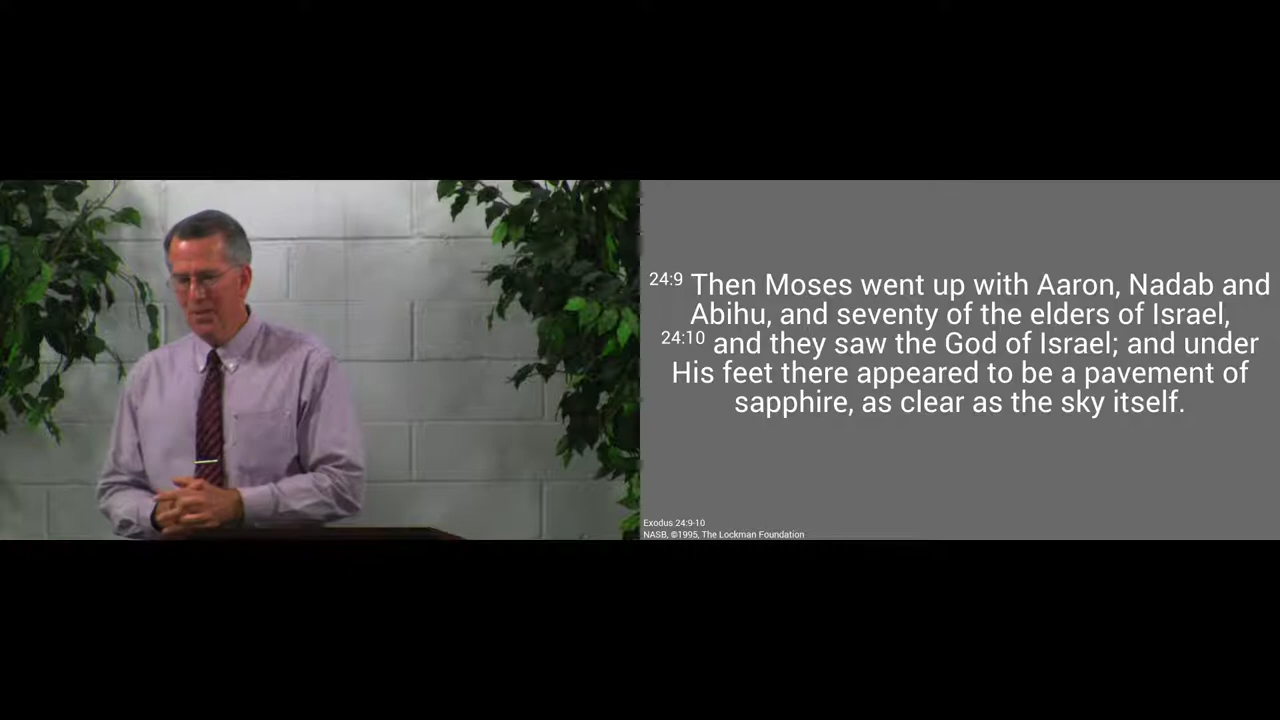 24:9 Then Moses went up with Aaron, Nadab and
Abihu, and seventy of the elders of Israel,
24:10 and they saw the God of Israel; and under
His feet there appeared to be a pavement of
sapphire, as clear as the sky itself.
Exodus 24:9-10
NASB, ©1995, The Lockman Foundation